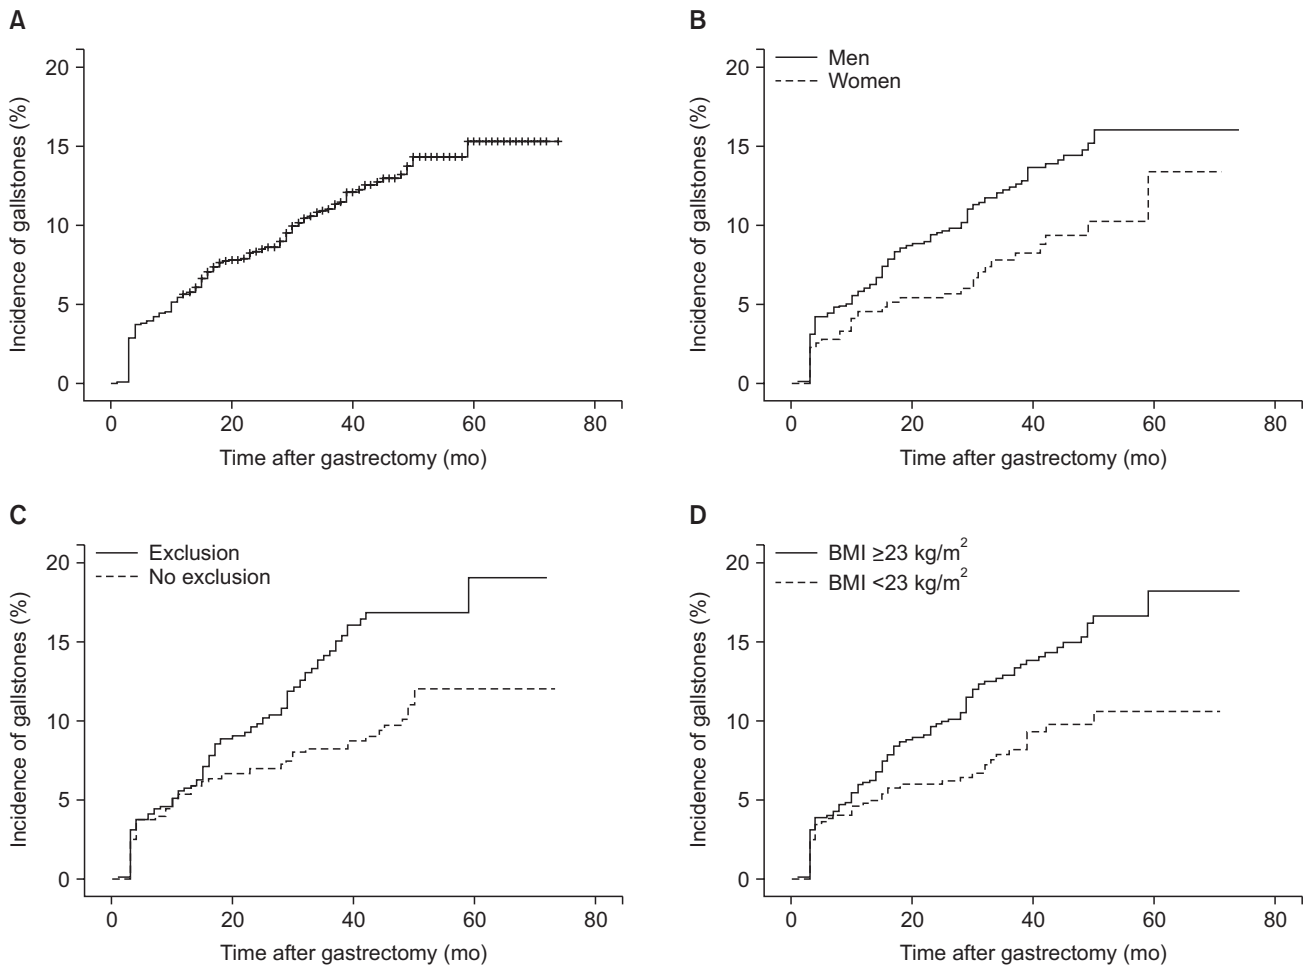 A
Incidence of gallstones (%)
20
15
10
5
0
0 20 40 60 80
Time after gastrectomy (mo)
B
Men
Women
Incidence of gallstones (%)
20
15
10
5
0
0 20 40 60 80
Time after gastrectomy (mo)
C
Exclusion
No exclusion
Incidence of gallstones (%)
20
15
10
5
0
0 20 40 60 80
Time after gastrectomy (mo)
D
BMI ≥23 kg/m²
BMI <23 kg/m²
Incidence of gallstones (%)
20
15
10
5
0
0 20 40 60 80
Time after gastrectomy (mo)